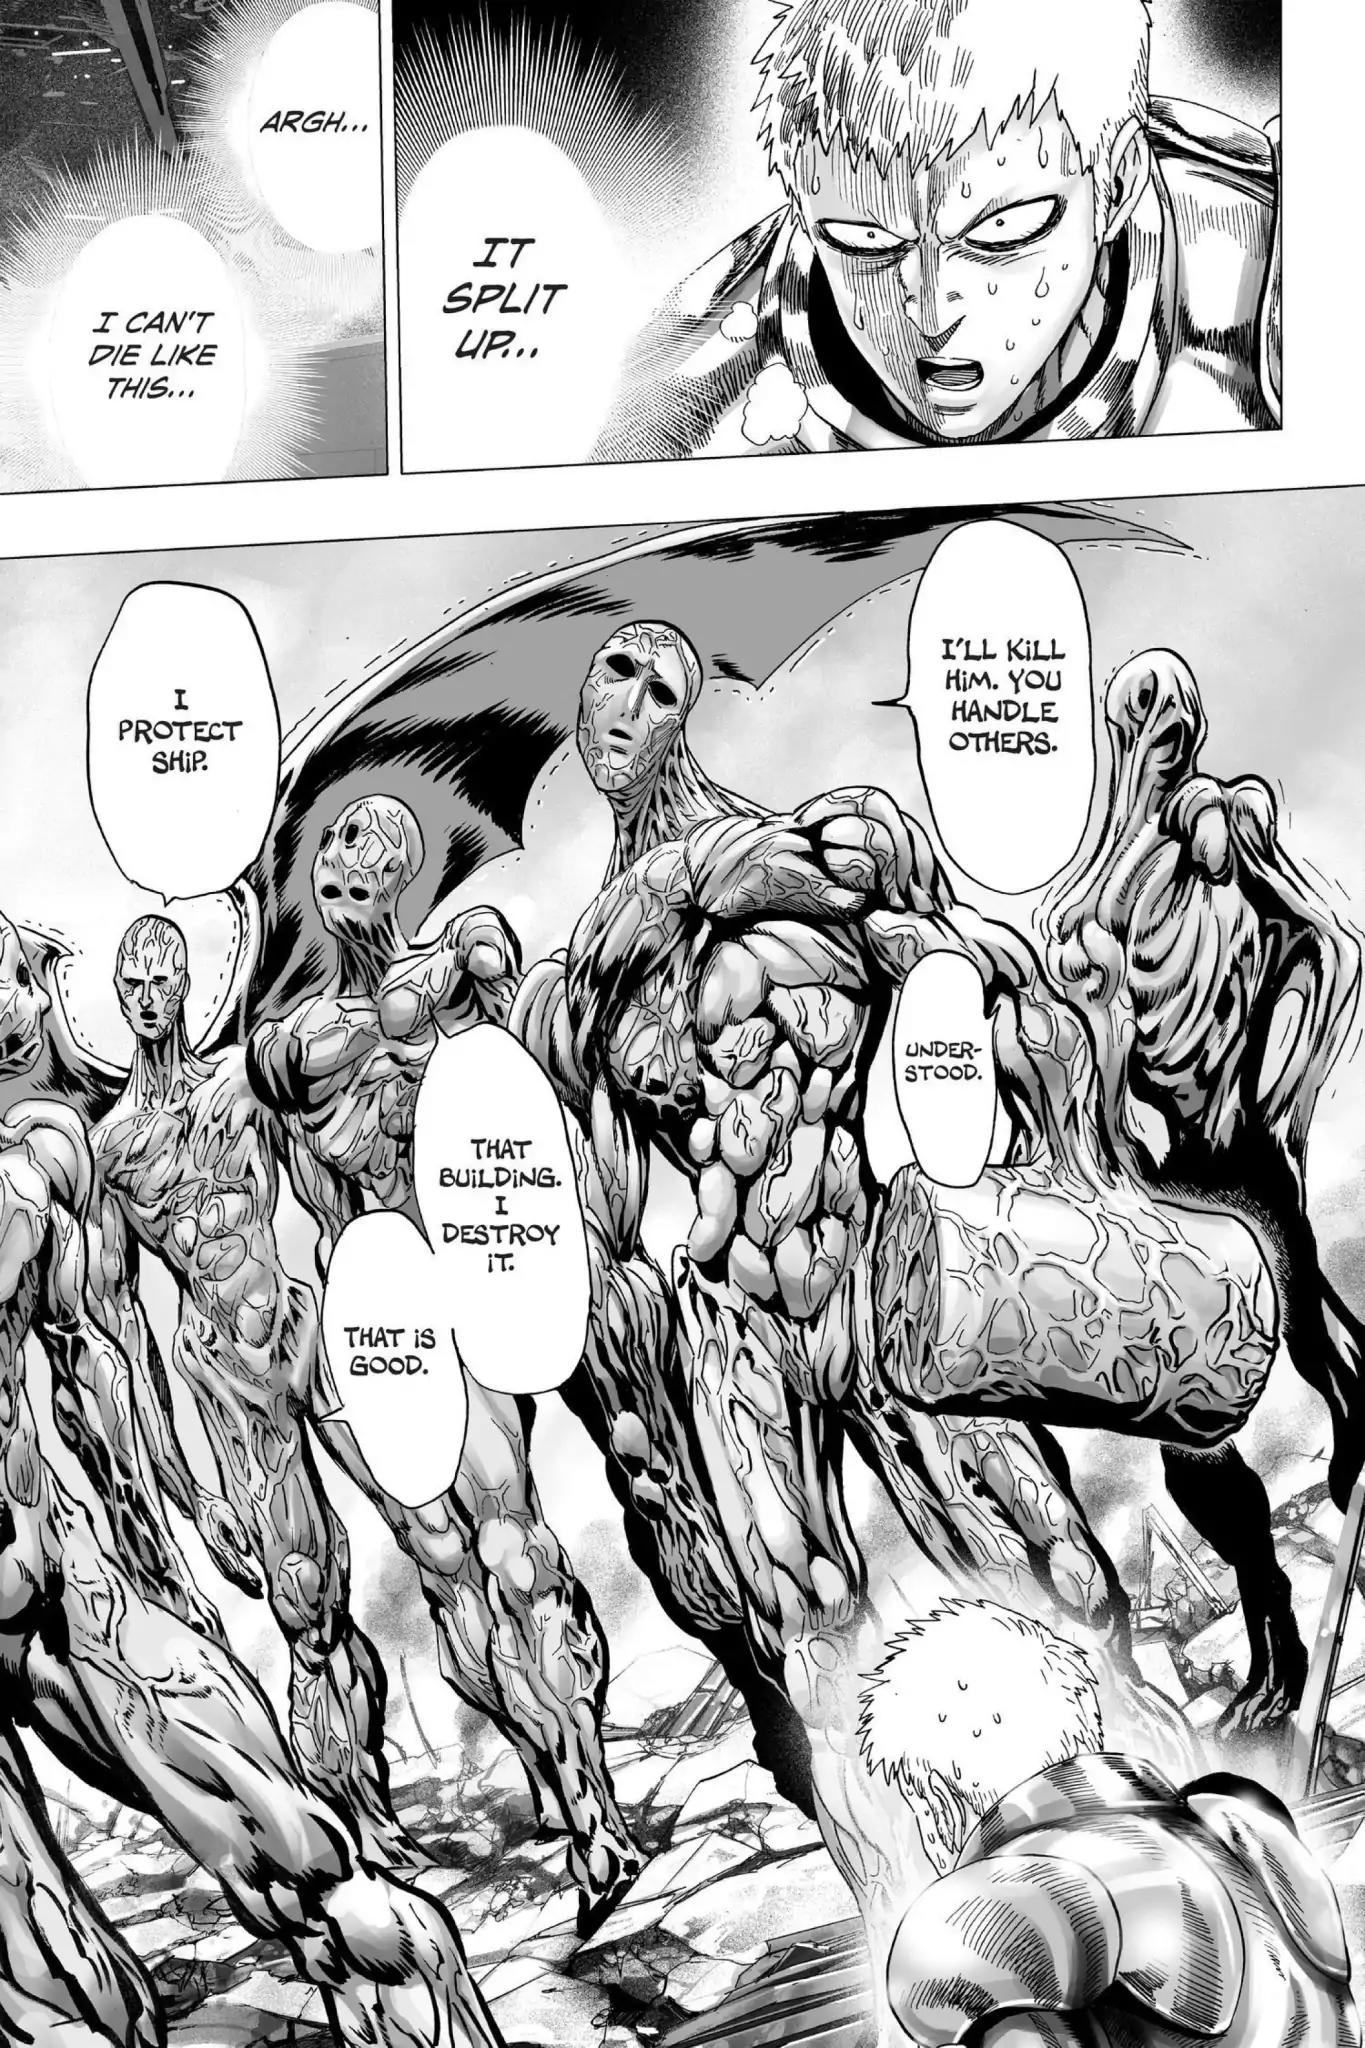 IT
SPLIT
UP...
ARGH...
I CAN'T
DIE LIKE
THIS...
I'LL KILL
HIM. YOU
HANDLE
OTHERS.
UNDER-
STOOD.
THAT
BUILDING.
I
DESTROY
IT.
THAT IS
GOOD.
I
PROTECT
SHIP.